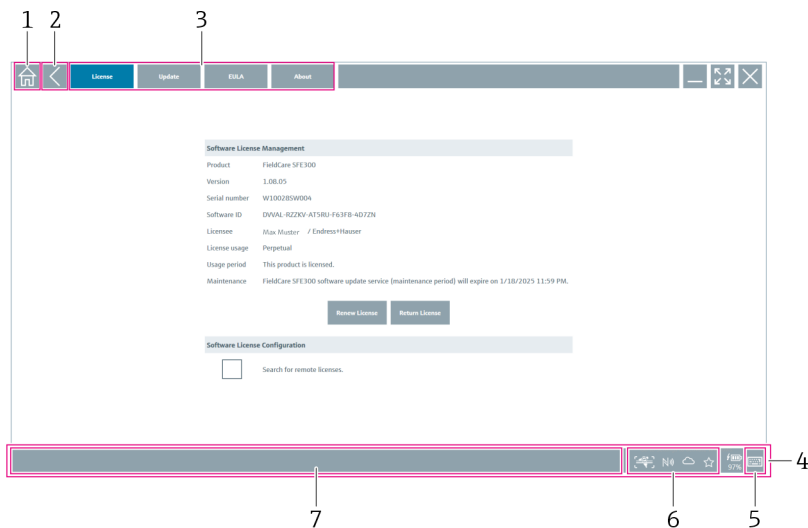 1 2 3
License Update EULA About
Software License Management
Product FieldCare SFE300
Version 1.08.05
Serial number W10028SW004
Software ID DVVAL-RZZKV-AT5RU-F63F8-4D7ZN
Licensee Max Muster / Endress+Hauser
License usage Perpetual
Usage period This product is licensed.
Maintenance FieldCare SFE300 software update service (maintenance period) will expire on 1/18/2025 11:59 PM.
Renew License Return License
Software License Configuration
Search for remote licenses.
N
97%
4
7 6 5